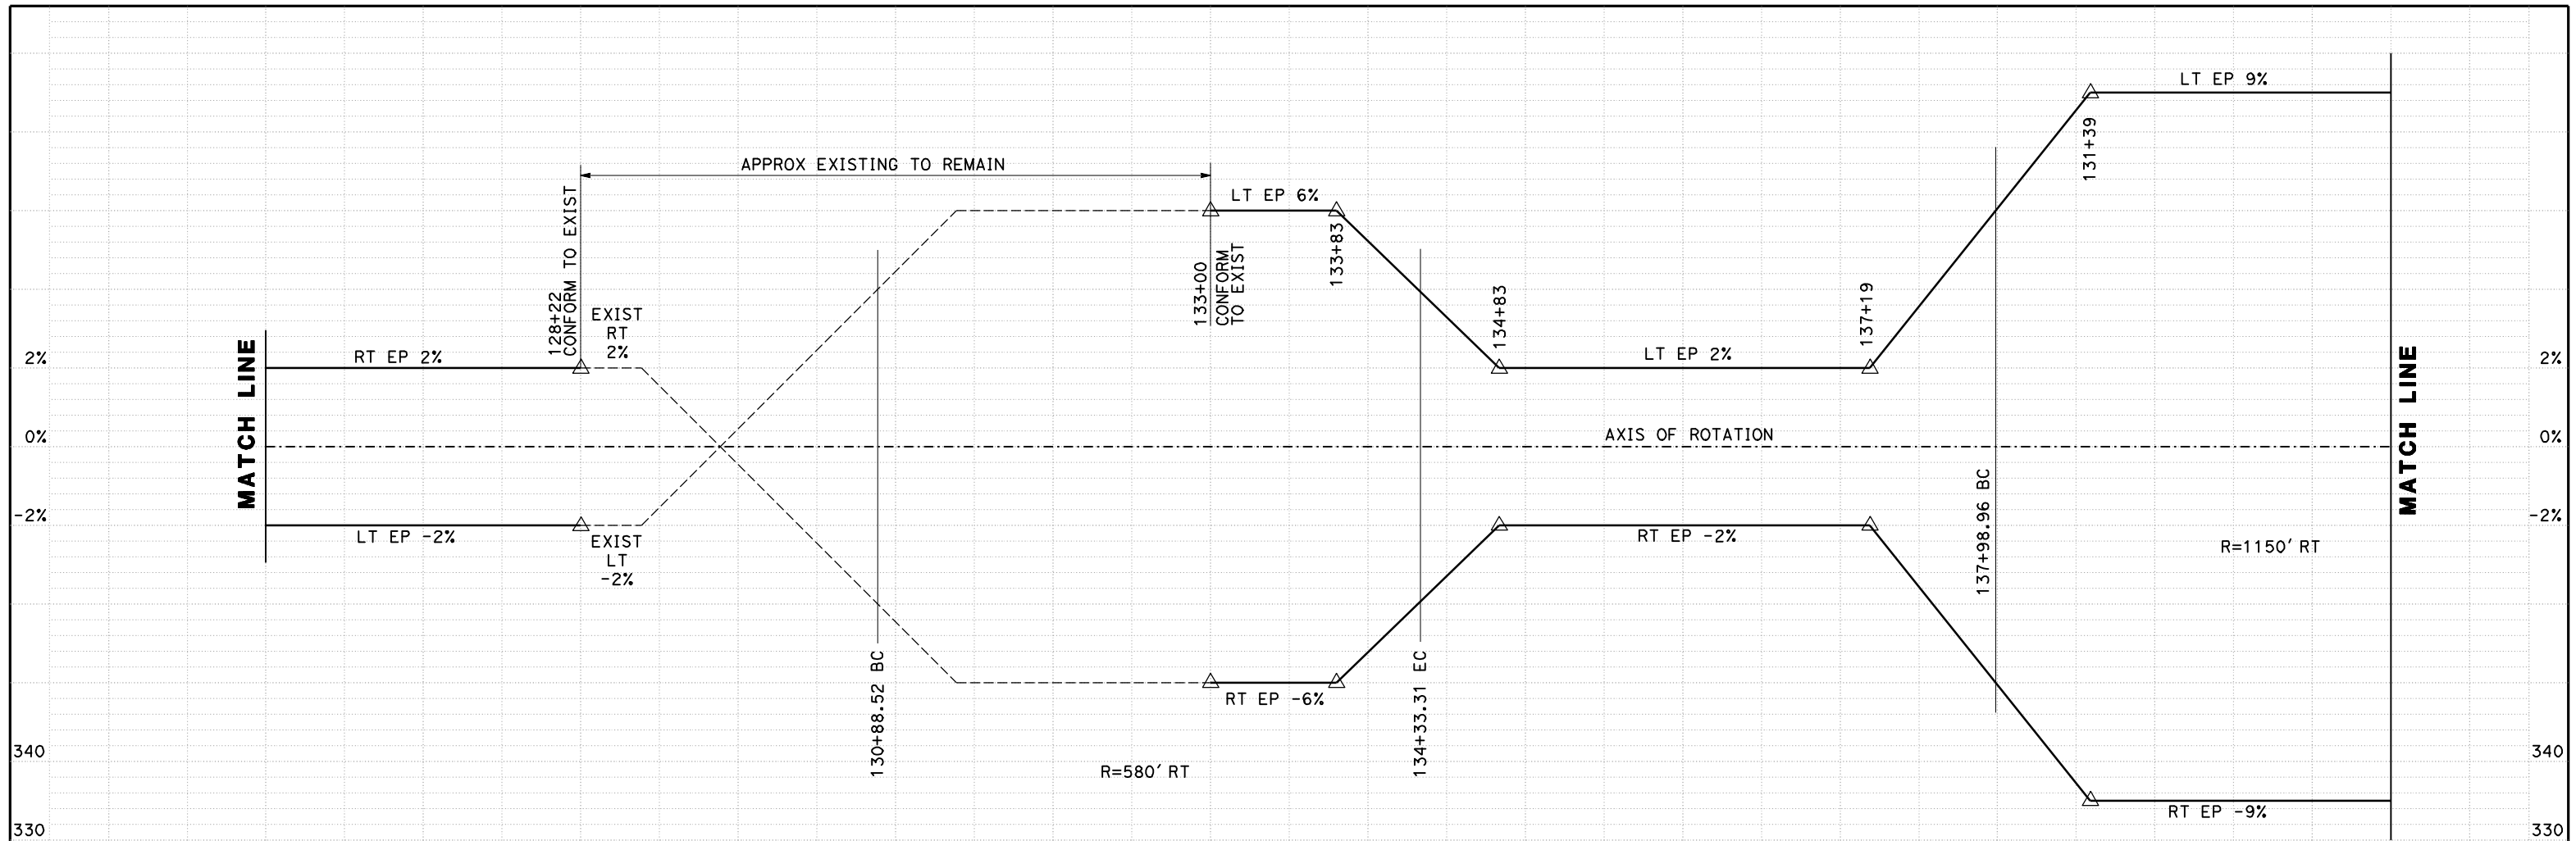 LT EP 9%
131+39
APPROX EXISTING TO REMAIN
LT EP 6%
128+22
CONFORM TO EXIST
EXIST
RT
2%
133+00
CONFORM
TO EXIST
133+83
134+83
137+19
2%
RT EP 2%
LT EP 2%
2%
MATCH LINE
MATCH LINE
0%
AXIS OF ROTATION
0%
-2%
LT EP -2%
EXIST
LT
-2%
RT EP -2%
-2%
137+98.96 BC
R=1150' RT
130+88.52 BC
RT EP -6%
134+33.31 EC
340
R=580' RT
340
330
RT EP -9%
330